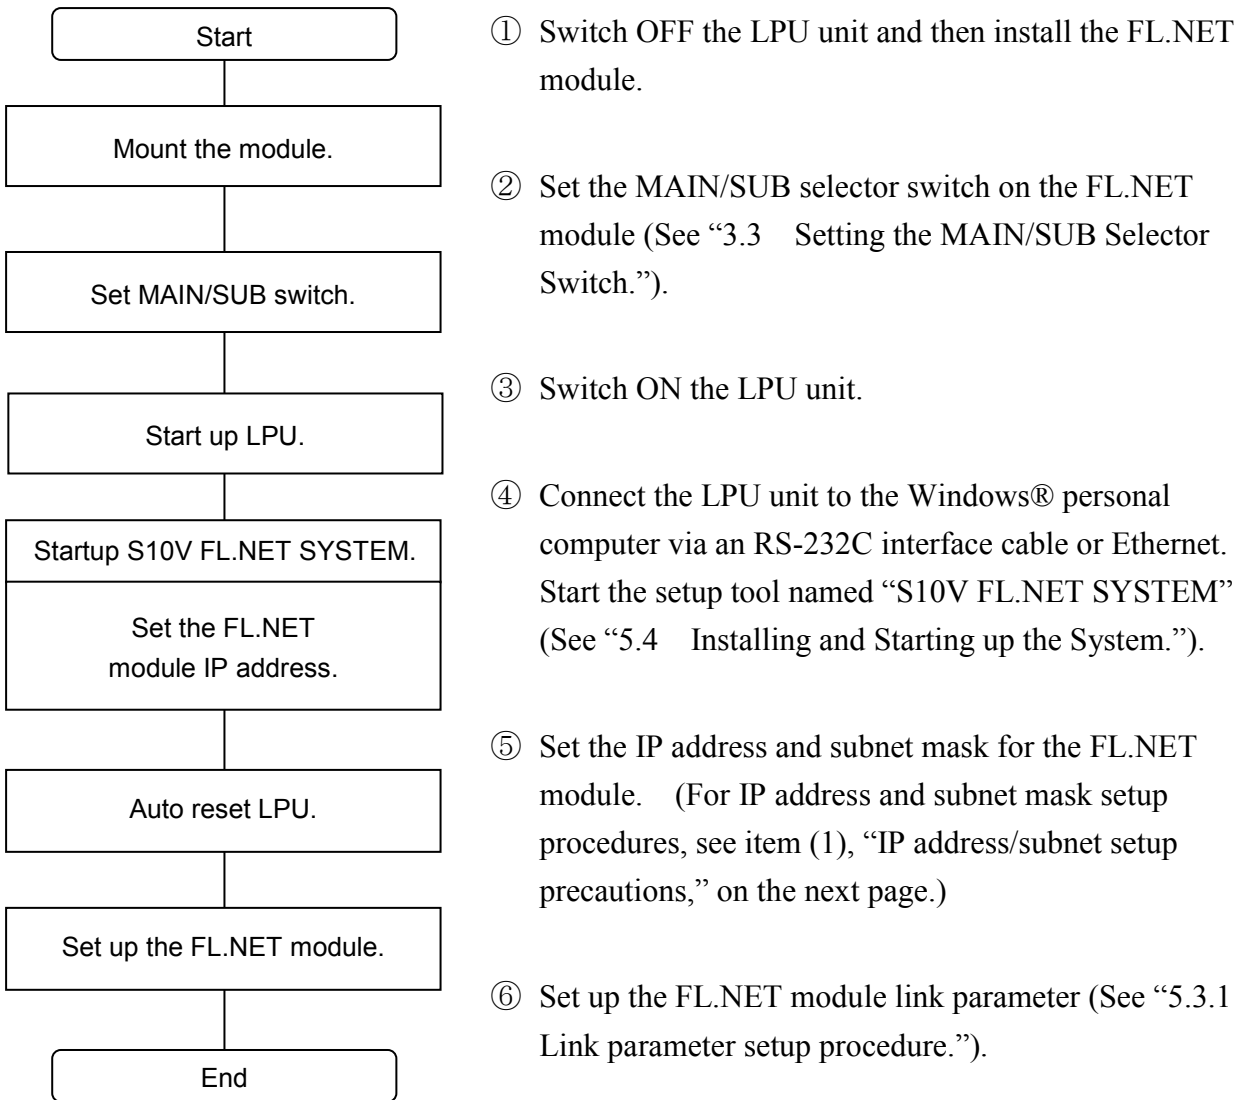 Start
Mount the module.
Set MAIN/SUB switch.
Start up LPU.
Startup S10V FL.NET SYSTEM.
Set the FL.NET
module IP address.
Auto reset LPU.
Set up the FL.NET module.
End
① Switch OFF the LPU unit and then install the FL.NET
module.
② Set the MAIN/SUB selector switch on the FL.NET
module (See “3.3 Setting the MAIN/SUB Selector
Switch.”).
③ Switch ON the LPU unit.
④ Connect the LPU unit to the Windows® personal
computer via an RS-232C interface cable or Ethernet.
Start the setup tool named “S10V FL.NET SYSTEM”
(See “5.4 Installing and Starting up the System.”).
⑤ Set the IP address and subnet mask for the FL.NET
module. (For IP address and subnet mask setup
procedures, see item (1), “IP address/subnet setup
precautions,” on the next page.)
⑥ Set up the FL.NET module link parameter (See “5.3.1
Link parameter setup procedure.”).